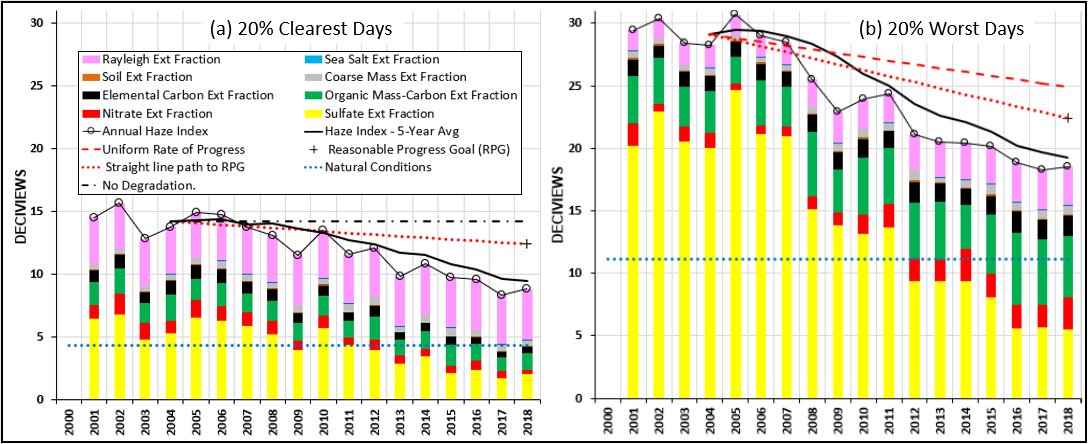 (a) 20% Clearest Days
DECIVIEWS
30
25
20
15
10
5
0
Rayleigh Ext Fraction
Sea Salt Ext Fraction
Soil Ext Fraction
Coarse Mass Ext Fraction
Elemental Carbon Ext Fraction
Organic Mass-Carbon Ext Fraction
Nitrate Ext Fraction
Sulfate Ext Fraction
Annual Haze Index
Haze Index - 5-Year Avg
Uniform Rate of Progress
Reasonable Progress Goal (RPG)
Straight line path to RPG
Natural Conditions
No Degradation.
2000
2001
2002
2003
2004
2005
2006
2007
2008
2009
2010
2011
2012
2013
2014
2015
2016
2017
2018
(b) 20% Worst Days
DECIVIEWS
30
25
20
15
10
5
0
2000
2001
2002
2003
2004
2005
2006
2007
2008
2009
2010
2011
2012
2013
2014
2015
2016
2017
2018